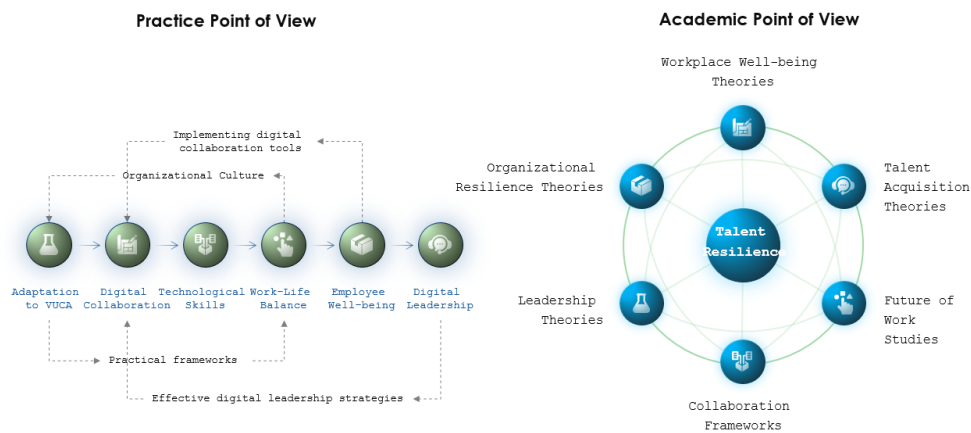 Practice Point of View
Implementing digital
collaboration tools
Organizational Culture
Adaptation
to VUCA
Digital
Collaboration
Technological
Skills
Work-Life
Balance
Employee
Well-being
Digital
Leadership
Practical frameworks
Effective digital leadership strategies
Academic Point of View
Workplace Well-being
Theories
Organizational
Resilience Theories
Talent
Acquisition
Theories
Talent
Resilience
Leadership
Theories
Future of
Work
Studies
Collaboration
Frameworks